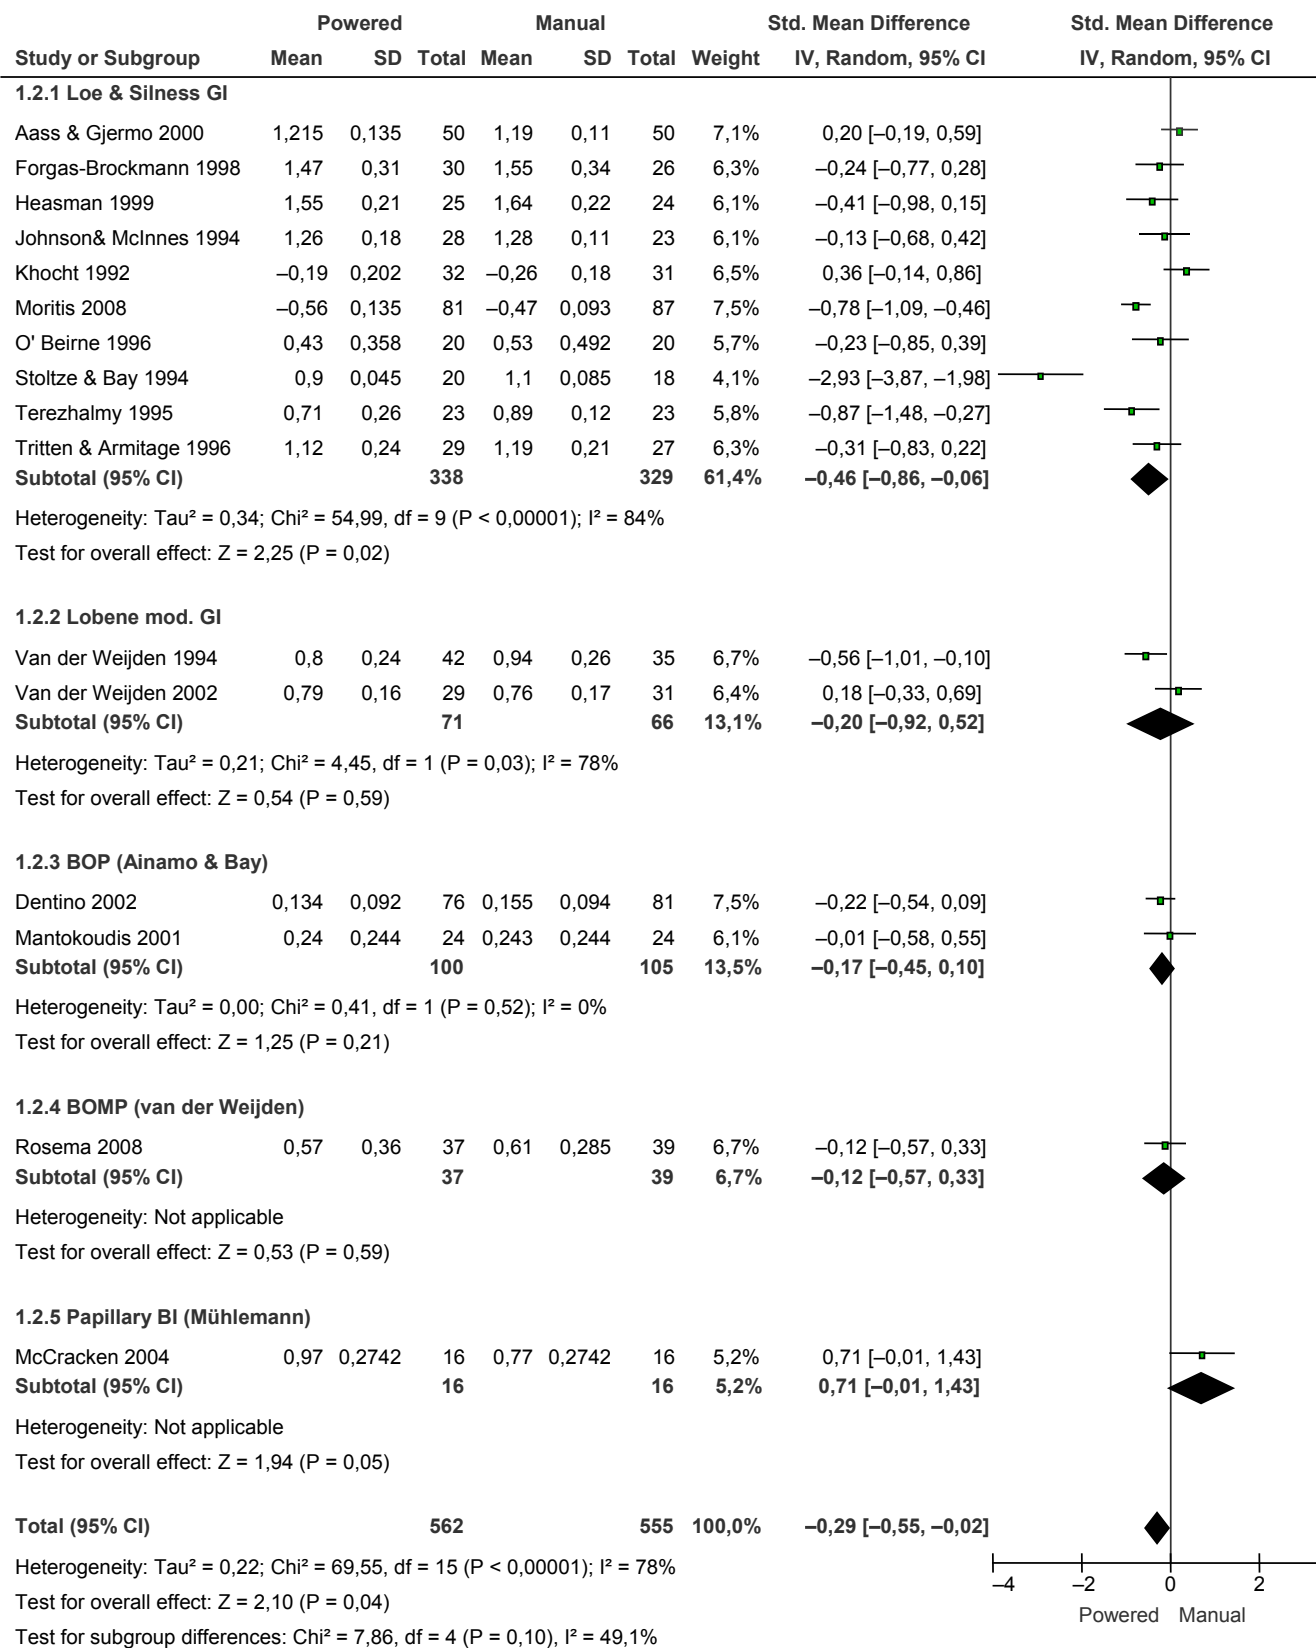 Powered Manual Std. Mean Difference Std. Mean Difference
Study or Subgroup Mean SD Total Mean SD Total Weight IV, Random, 95% CI IV, Random, 95% CI
1.2.1 Loe & Silness GI
Aass & Gjermo 2000 1,215 0,135 50 1,19 0,11 50 7,1% 0,20 [–0,19, 0,59]
Forgas-Brockmann 1998 1,47 0,31 30 1,55 0,34 26 6,3% –0,24 [–0,77, 0,28]
Heasman 1999 1,55 0,21 25 1,64 0,22 24 6,1% –0,41 [–0,98, 0,15]
Johnson& McInnes 1994 1,26 0,18 28 1,28 0,11 23 6,1% –0,13 [–0,68, 0,42]
Khocht 1992 –0,19 0,202 32 –0,26 0,18 31 6,5% 0,36 [–0,14, 0,86]
Moritis 2008 –0,56 0,135 81 –0,47 0,093 87 7,5% –0,78 [–1,09, –0,46]
O' Beirne 1996 0,43 0,358 20 0,53 0,492 20 5,7% –0,23 [–0,85, 0,39]
Stoltze & Bay 1994 0,9 0,045 20 1,1 0,085 18 4,1% –2,93 [–3,87, –1,98]
Terezhalmy 1995 0,71 0,26 23 0,89 0,12 23 5,8% –0,87 [–1,48, –0,27]
Tritten & Armitage 1996 1,12 0,24 29 1,19 0,21 27 6,3% –0,31 [–0,83, 0,22]
Subtotal (95% CI) 338 329 61,4% –0,46 [–0,86, –0,06]
Heterogeneity: Tau² = 0,34; Chi² = 54,99, df = 9 (P < 0,00001); I² = 84%
Test for overall effect: Z = 2,25 (P = 0,02)
1.2.2 Lobene mod. GI
Van der Weijden 1994 0,8 0,24 42 0,94 0,26 35 6,7% –0,56 [–1,01, –0,10]
Van der Weijden 2002 0,79 0,16 29 0,76 0,17 31 6,4% 0,18 [–0,33, 0,69]
Subtotal (95% CI) 71 66 13,1% –0,20 [–0,92, 0,52]
Heterogeneity: Tau² = 0,21; Chi² = 4,45, df = 1 (P = 0,03); I² = 78%
Test for overall effect: Z = 0,54 (P = 0,59)
1.2.3 BOP (Ainamo & Bay)
Dentino 2002 0,134 0,092 76 0,155 0,094 81 7,5% –0,22 [–0,54, 0,09]
Mantokoudis 2001 0,24 0,244 24 0,243 0,244 24 6,1% –0,01 [–0,58, 0,55]
Subtotal (95% CI) 100 105 13,5% –0,17 [–0,45, 0,10]
Heterogeneity: Tau² = 0,00; Chi² = 0,41, df = 1 (P = 0,52); I² = 0%
Test for overall effect: Z = 1,25 (P = 0,21)
1.2.4 BOMP (van der Weijden)
Rosema 2008 0,57 0,36 37 0,61 0,285 39 6,7% –0,12 [–0,57, 0,33]
Subtotal (95% CI) 37 39 6,7% –0,12 [–0,57, 0,33]
Heterogeneity: Not applicable
Test for overall effect: Z = 0,53 (P = 0,59)
1.2.5 Papillary BI (Mühlemann)
McCracken 2004 0,97 0,2742 16 0,77 0,2742 16 5,2% 0,71 [–0,01, 1,43]
Subtotal (95% CI) 16 16 5,2% 0,71 [–0,01, 1,43]
Heterogeneity: Not applicable
Test for overall effect: Z = 1,94 (P = 0,05)
Total (95% CI) 562 555 100,0% –0,29 [–0,55, –0,02]
Heterogeneity: Tau² = 0,22; Chi² = 69,55, df = 15 (P < 0,00001); I² = 78%
–4 –2 0 2
Test for overall effect: Z = 2,10 (P = 0,04)
Powered Manual
Test for subgroup differences: Chi² = 7,86, df = 4 (P = 0,10), I² = 49,1%